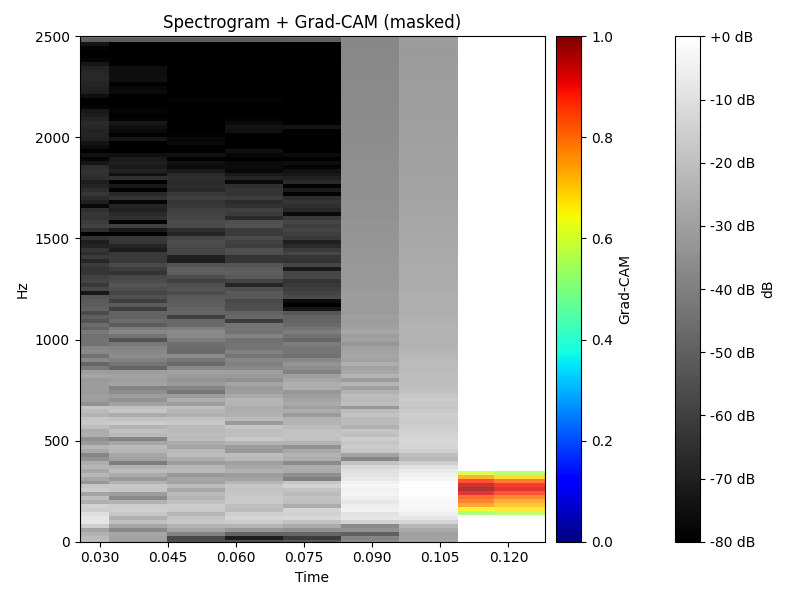 Spectrogram + Grad-CAM (masked)
2500
2000
1500
1000
500
0
Hz
0.030
0.045
0.060
0.075
0.090
0.105
0.120
Time
1.0
0.8
0.6
0.4
0.2
0.0
Grad-CAM
+0 dB
-10 dB
-20 dB
-30 dB
-40 dB
-50 dB
-60 dB
-70 dB
-80 dB
dB